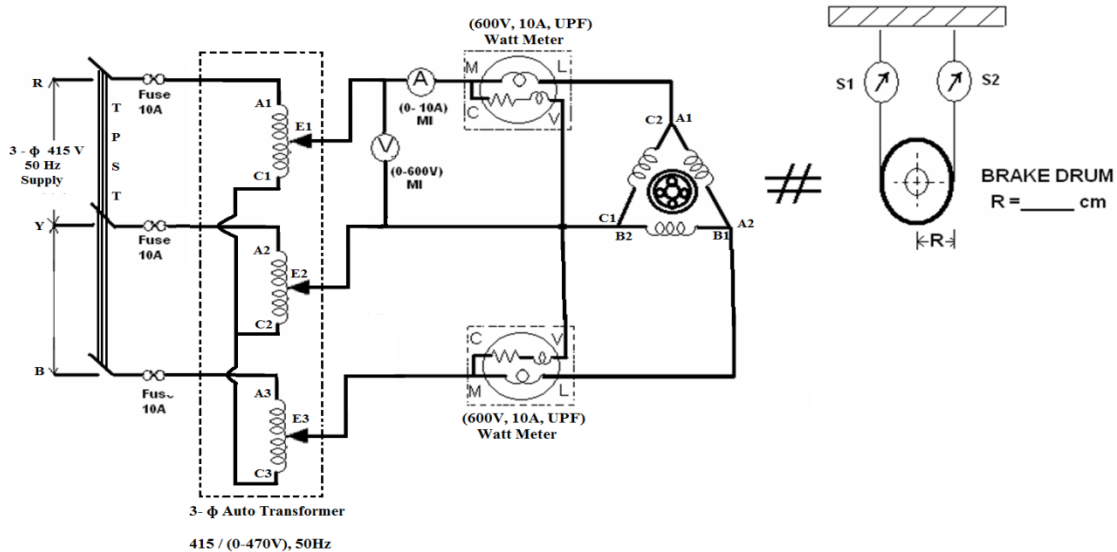 (600V, 10A, UPF)
Watt Meter
M
L
C
V
A
(0- 10A)
MI
V
(0-600V)
MI
R
Fuse
10A
T
P
S
T
A1
E1
C1
3 - ф 415 V
50 Hz
Supply
Y
Fuse
10A
A2
E2
C2
B
Fuse
10A
A3
E3
C3
3- ф Auto Transformer
415 / (0-470V), 50Hz
C2
A1
C1
B2
B1
A2
C
V
M
L
(600V, 10A, UPF)
Watt Meter
S1
S2
BRAKE DRUM
R = _____ cm
R